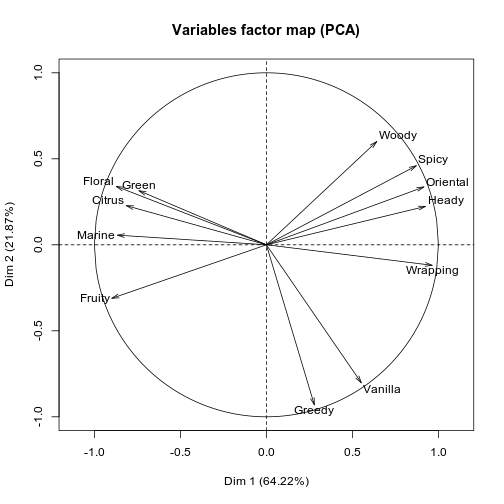 Variables factor map (PCA)
Woody
Spicy
Floral
Green
Oriental
Citrus
Heady
Marine
Wrapping
Fruity
Vanilla
Greedy
1.0
0.5
0.0
-0.5
-1.0
Dim 2 (21.87%)
-1.0 -0.5 0.0 0.5 1.0
Dim 1 (64.22%)